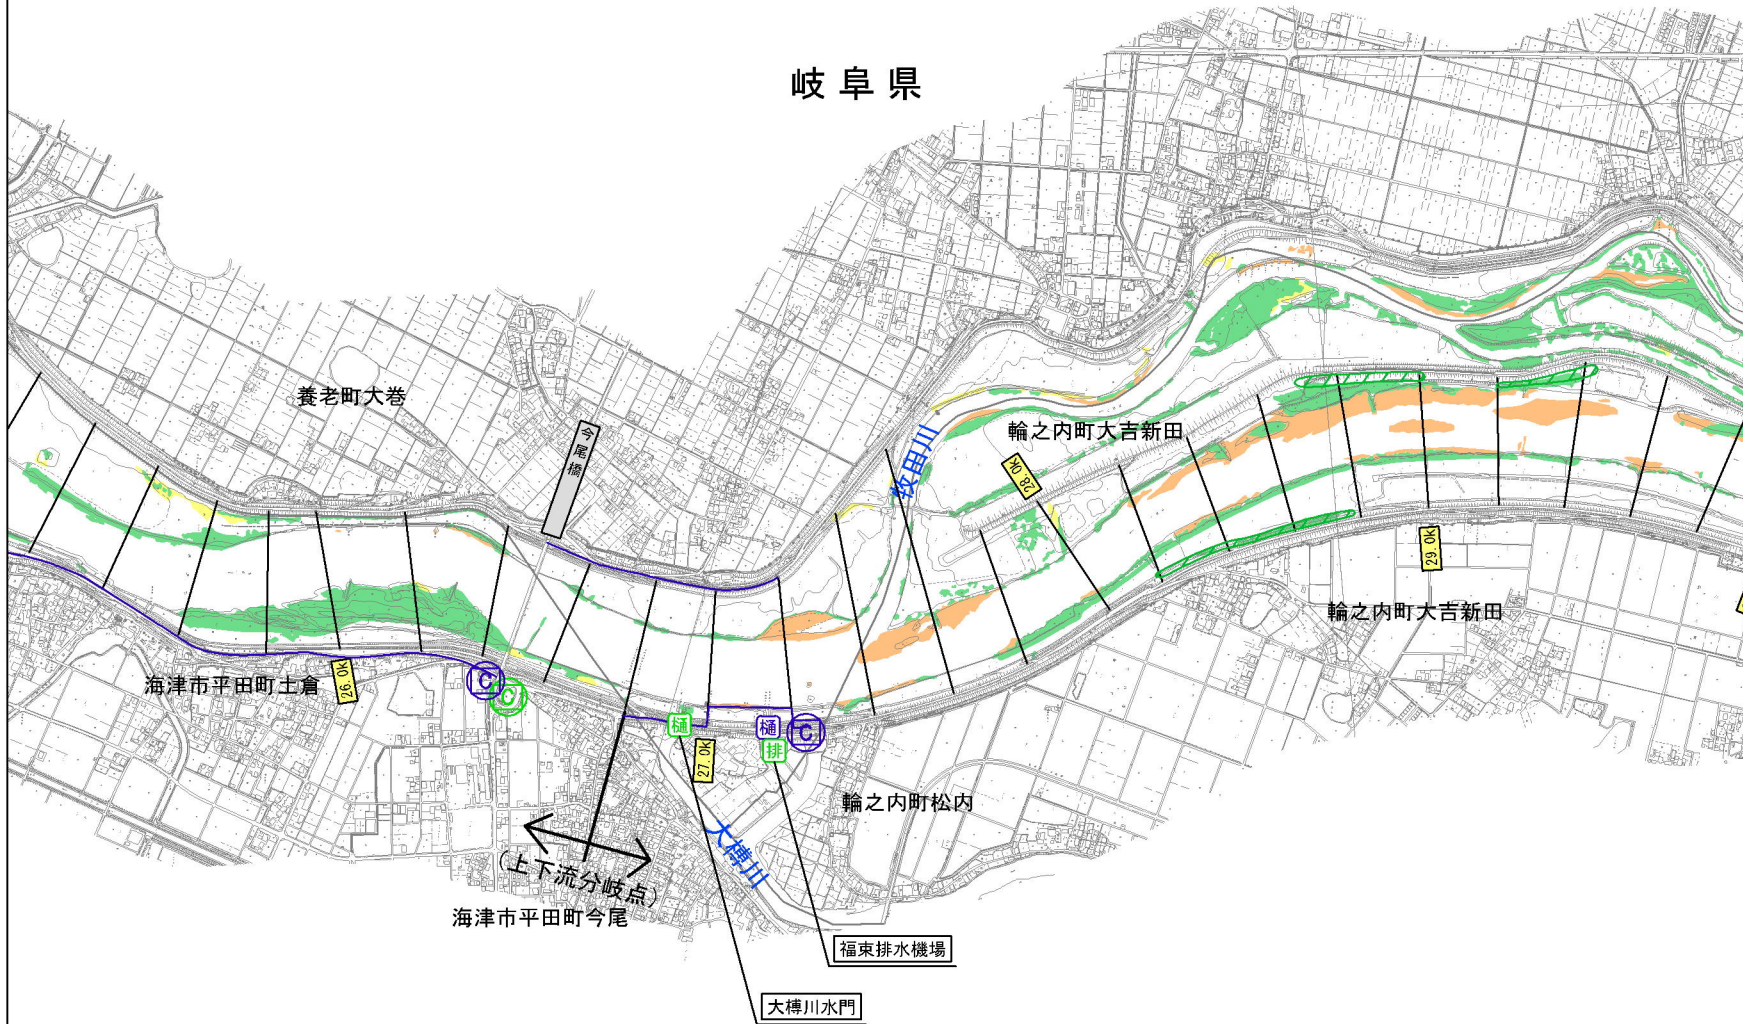 岐阜県
養老町大巻
今尾橋
牧田川
輪之内町大吉新田
28.0K
29.0K
輪之内町大吉新田
海津市平田町土倉
26.0K
C
C
樋
樋
C
排
27.0K
輪之内町松内
大榑川
(上下流分岐点)
海津市平田町今尾
福束排水機場
大榑川水門